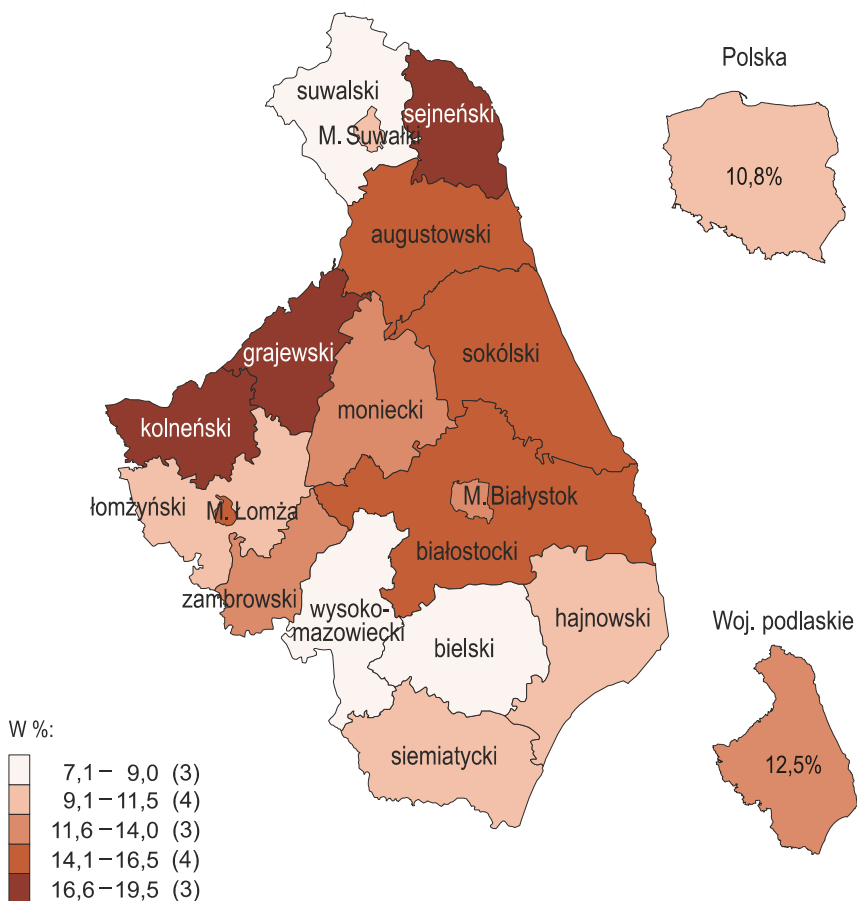 Polska
suwalski
sejneński
M. Suwałki
10,8%
augustowski
grajewski
sokólski
moniecki
kolneński
łomżyński
M. Łomża
M. Białystok
białostocki
zambrowski
wysoko-
mazowiecki
hajnowski
bielski
Woj. podlaskie
siemiatycki
12,5%
W %:
7,1 – 9,0 (3)
9,1 – 11,5 (4)
11,6 – 14,0 (3)
14,1 – 16,5 (4)
16,6 – 19,5 (3)